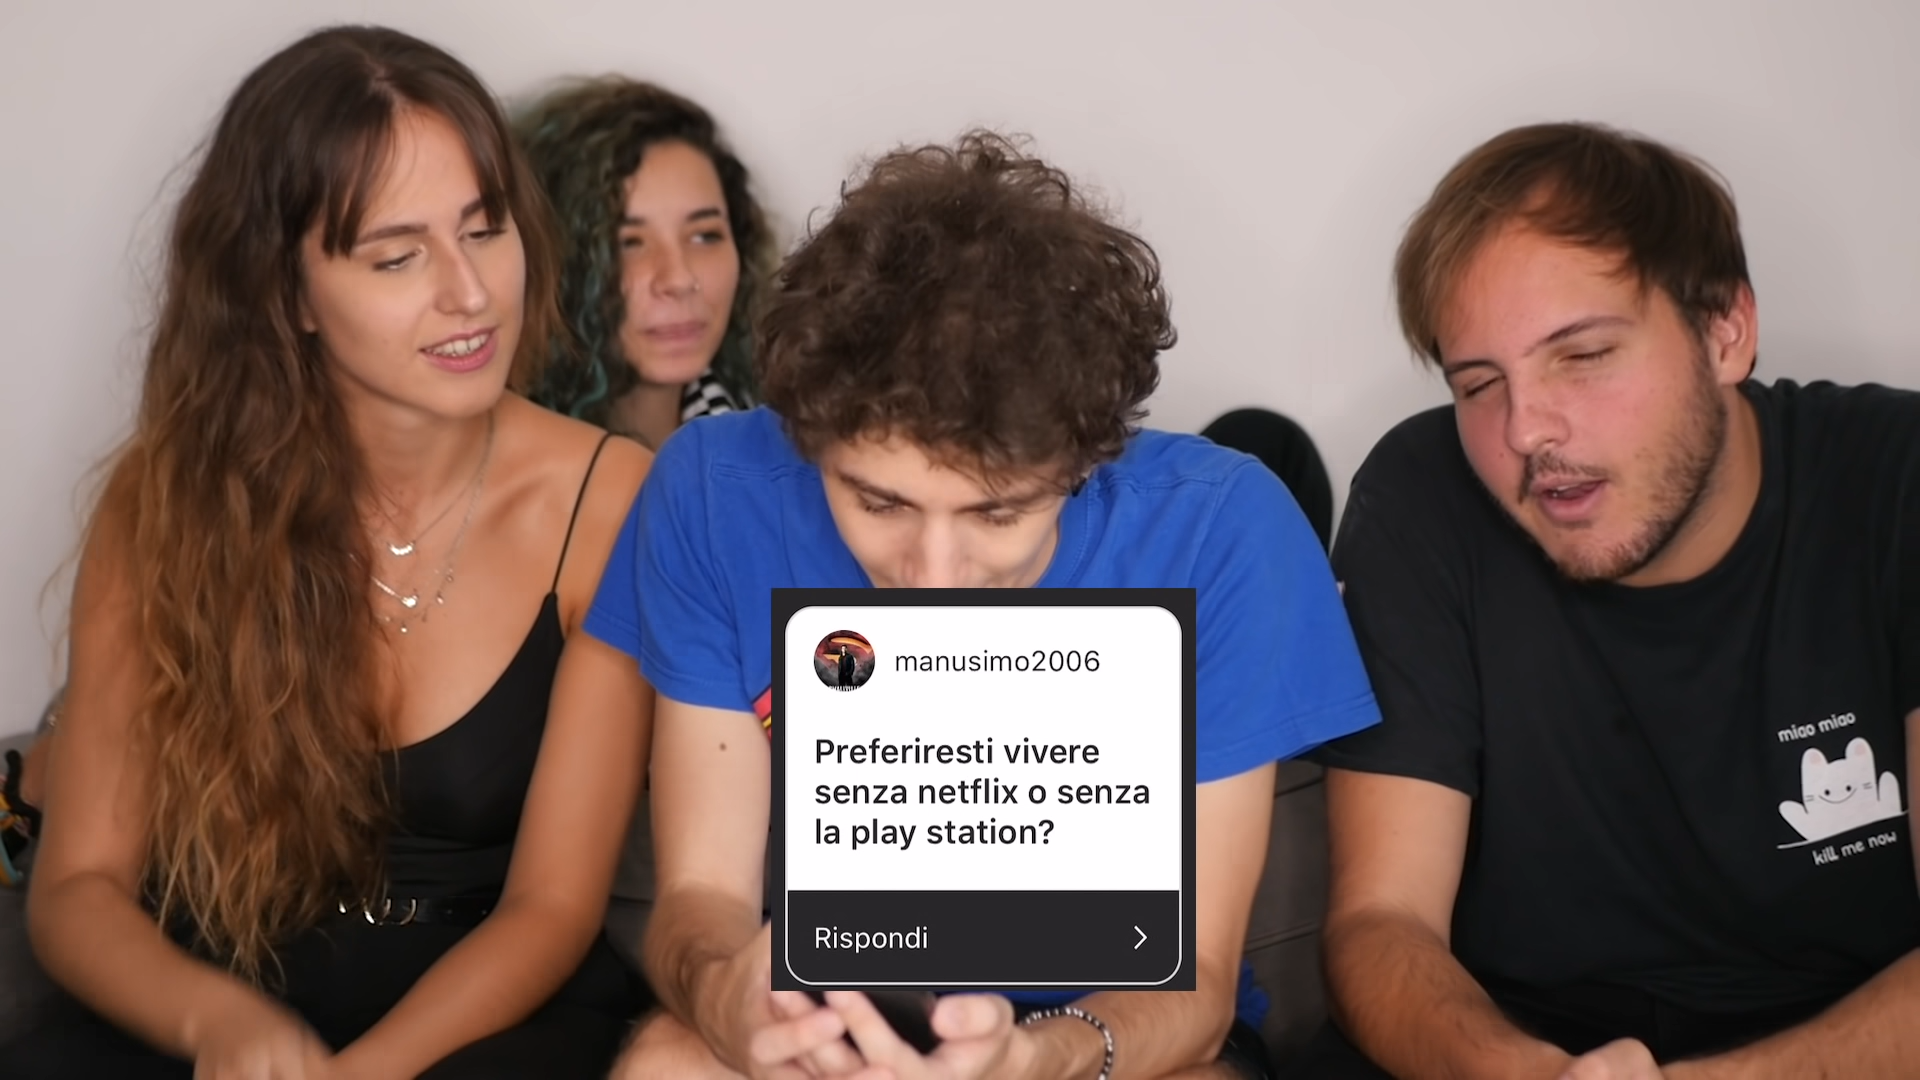 manusimo2006
Preferiresti vivere
senza netflix o senza
la play station?
Rispondi
miao miao
kill me now